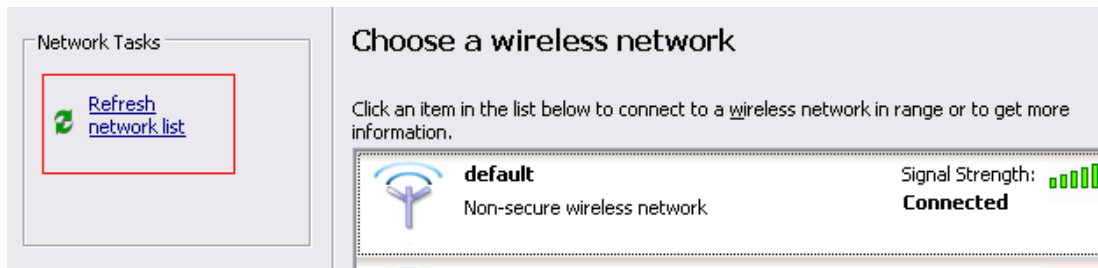 Network Tasks
Refresh
network list
Choose a wireless network
Click an item in the list below to connect to a wireless network in range or to get more
information.
default
Signal Strength:
Non-secure wireless network
Connected